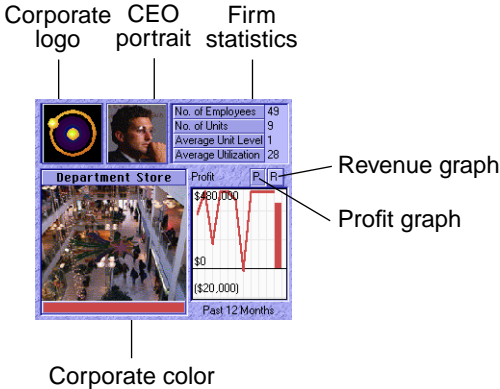 Corporate logo
CEO portrait
Firm statistics
No. of Employees 49
No. of Units 9
Average Unit Level 1
Average Utilization 28
Department Store
Profit P R
$480,000
$0
($20,000)
Past 12 Months
Revenue graph
Profit graph
Corporate color